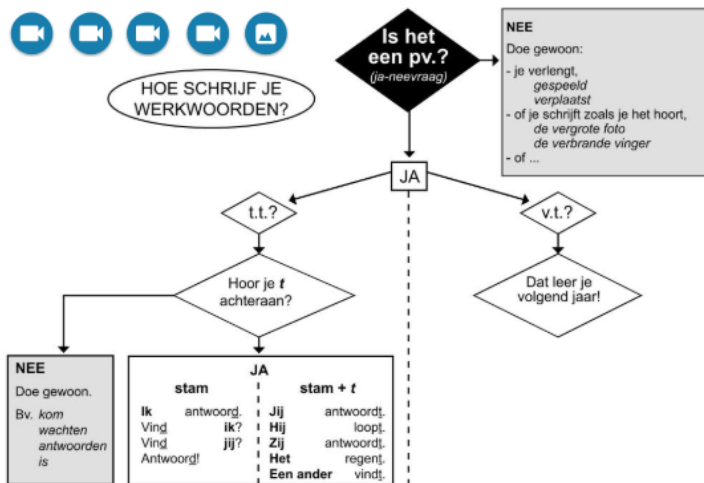 HOE SCHRIJF JE
WERKWOORDEN?
Is het
een pv.?
(ja-neevraag)
NEE
Doe gewoon:
- je verlengt,
gespeeld
verplaatst
- of je schrijft zoals je het hoort,
de vergrote foto
de verbrande vinger
- of ...
JA
t.t.?
v.t.?
Hoor je t
achteraan?
Dat leer je
volgend jaar!
NEE
Doe gewoon.
Bv. kom
wachten
antwoorden
is
JA
stam
Ik antwoord.
Vind ik?
Vind jij?
Antwoord!
stam + t
Jij antwoordt.
Hij loopt.
Zij antwoordt.
Het regent.
Een ander vindt.